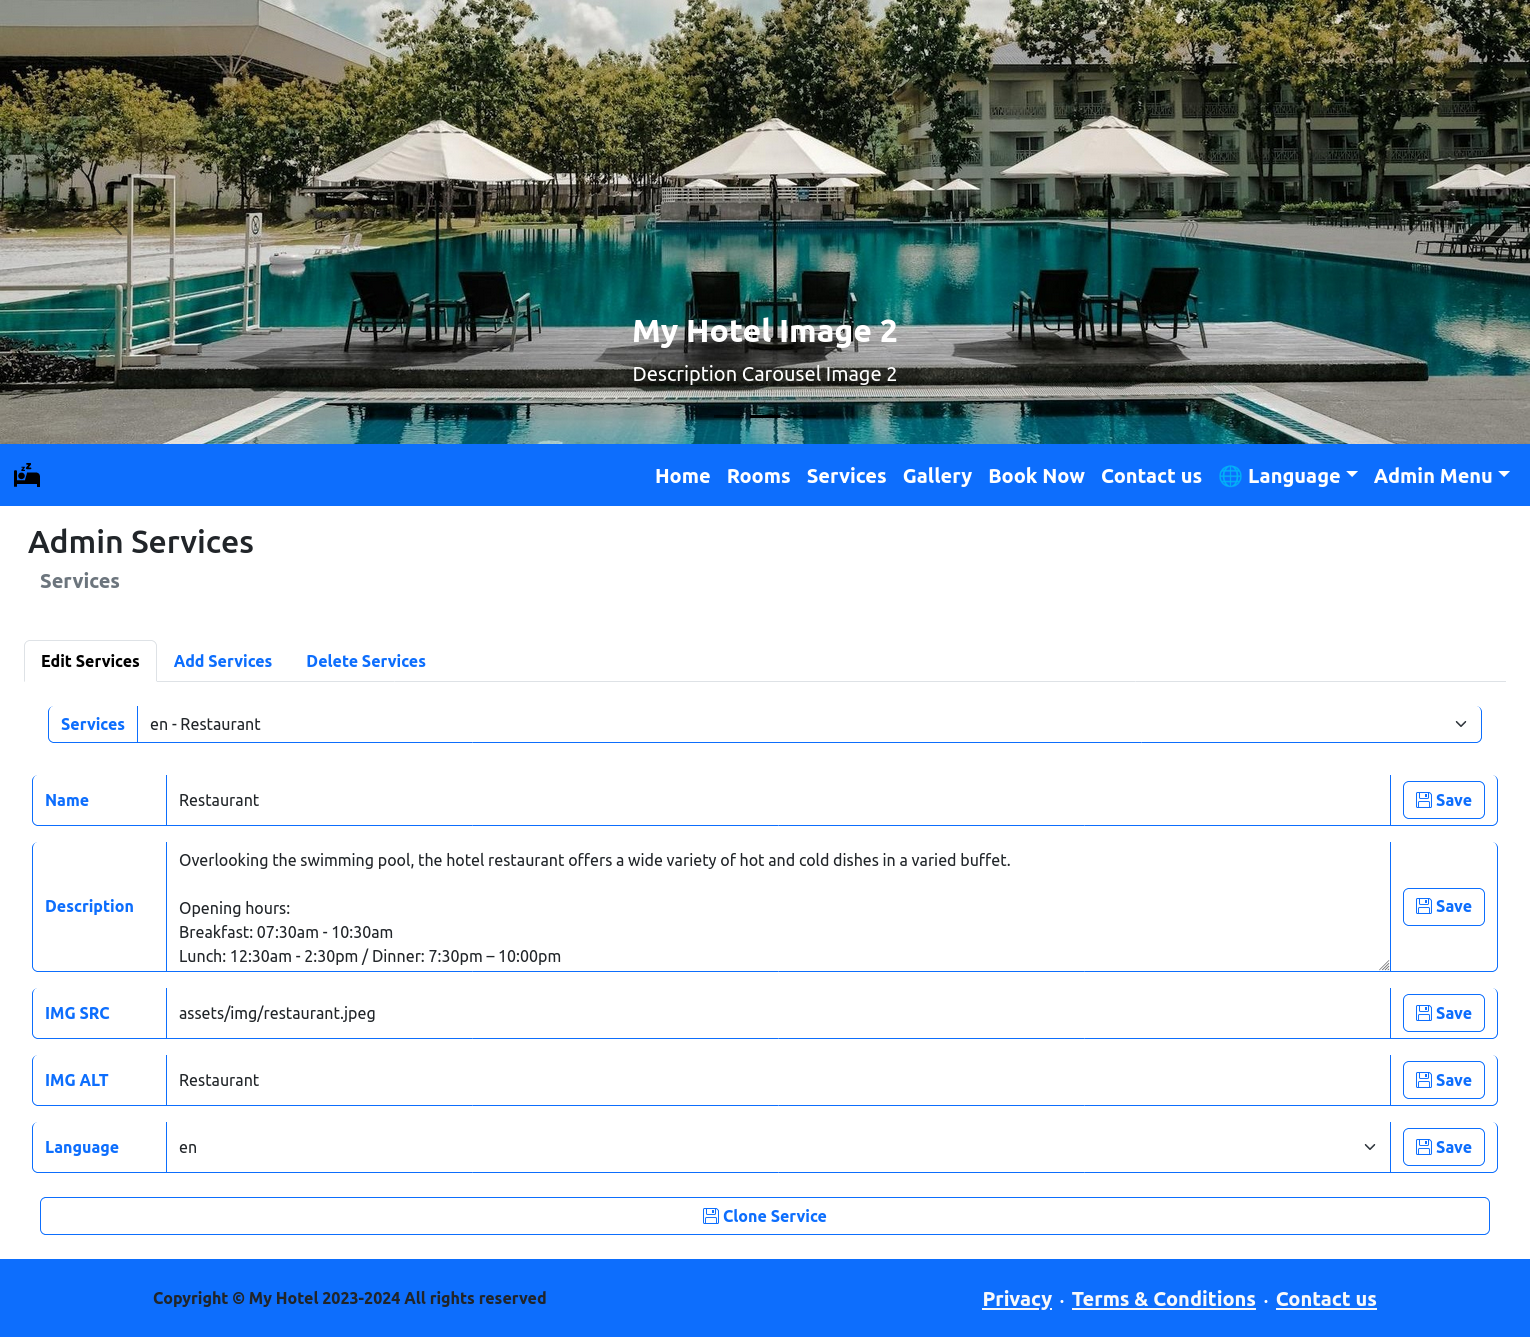 My Hotel Image 2
Description Carousel Image 2
Home Rooms Services Gallery Book Now Contact us 🌐 Language Admin Menu
Admin Services
Services
Edit Services Add Services Delete Services
Services en - Restaurant
Name Restaurant Save
Overlooking the swimming pool, the hotel restaurant offers a wide variety of hot and cold dishes in a varied buffet.
Opening hours:
Description Save
Breakfast: 07:30am - 10:30am
Lunch: 12:30am - 2:30pm / Dinner: 7:30pm – 10:00pm
IMG SRC assets/img/restaurant.jpeg Save
IMG ALT Restaurant Save
Language en Save
Clone Service
Copyright © My Hotel 2023-2024 All rights reserved
Privacy · Terms & Conditions · Contact us